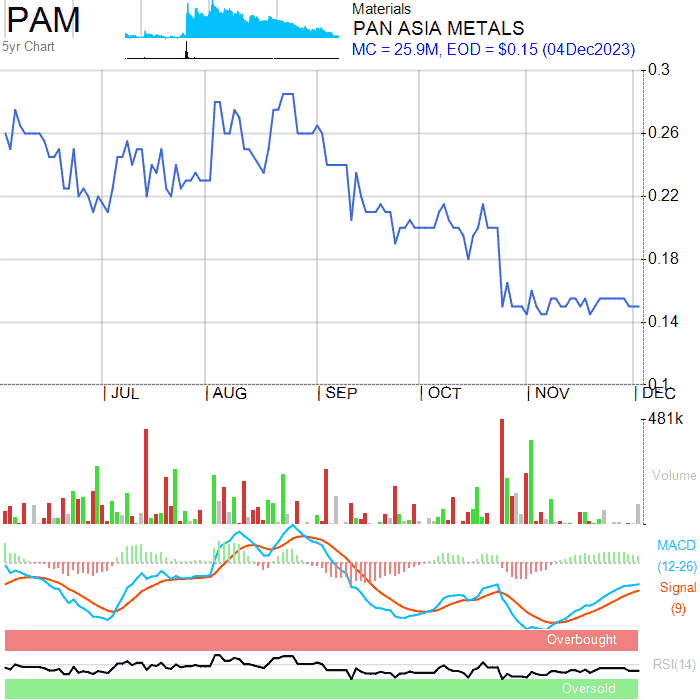 PAM
5yr Chart
Materials
PAN ASIA METALS
MC = 25.9M, EOD = $0.15 (04Dec2023)
0.3
0.26
0.22
0.18
0.14
0.1
JUL AUG SEP OCT NOV DEC
481k
Volume
MACD
(12-26)
Signal
(9)
Overbought
RSI(14)
Oversold